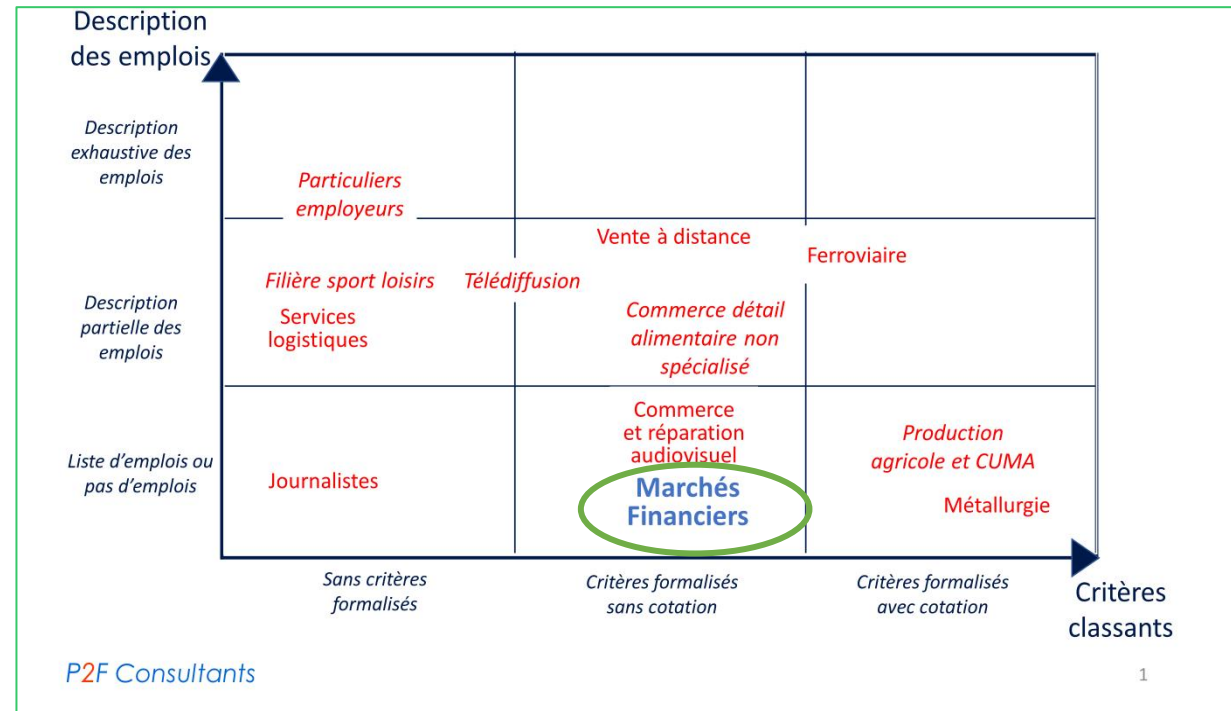 Description
des emplois
Description
exhaustive des
emplois
Particuliers
employeurs
Vente à distance
Ferroviaire
Filière sport loisirs
Télédiffusion
Services
logistiques
Description
partielle des
emplois
Commerce détail
alimentaire non
spécialisé
Commerce
et réparation
audiovisuel
Production
agricole et CUMA
Liste d’emplois ou
pas d’emplois
Journalistes
Marchés
Financiers
Métallurgie
Sans critères
formalisés
Critères formalisés
sans cotation
Critères formalisés
avec cotation
Critères
classants
P2F Consultants
1